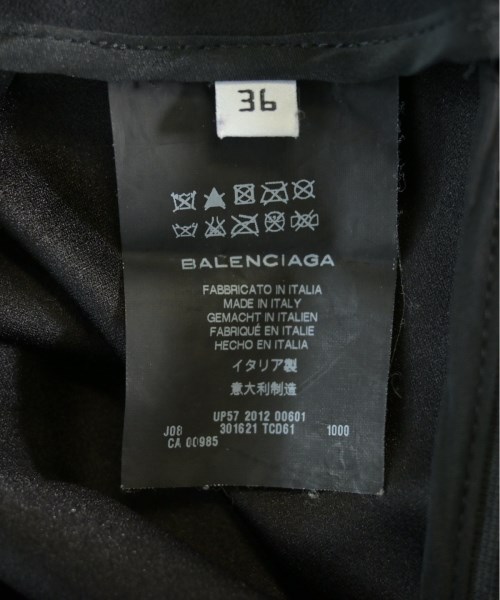 36
BALENCIAGA
FABBRICATO IN ITALIA
MADE IN ITALY
GEMACHT IN ITALIEN
FABRIQUÉ EN ITALIE
HECHO EN ITALIA
イタリア製
意大利制造
UP57 2012 00601
J08 301621 TCD61 1000
CA 00985